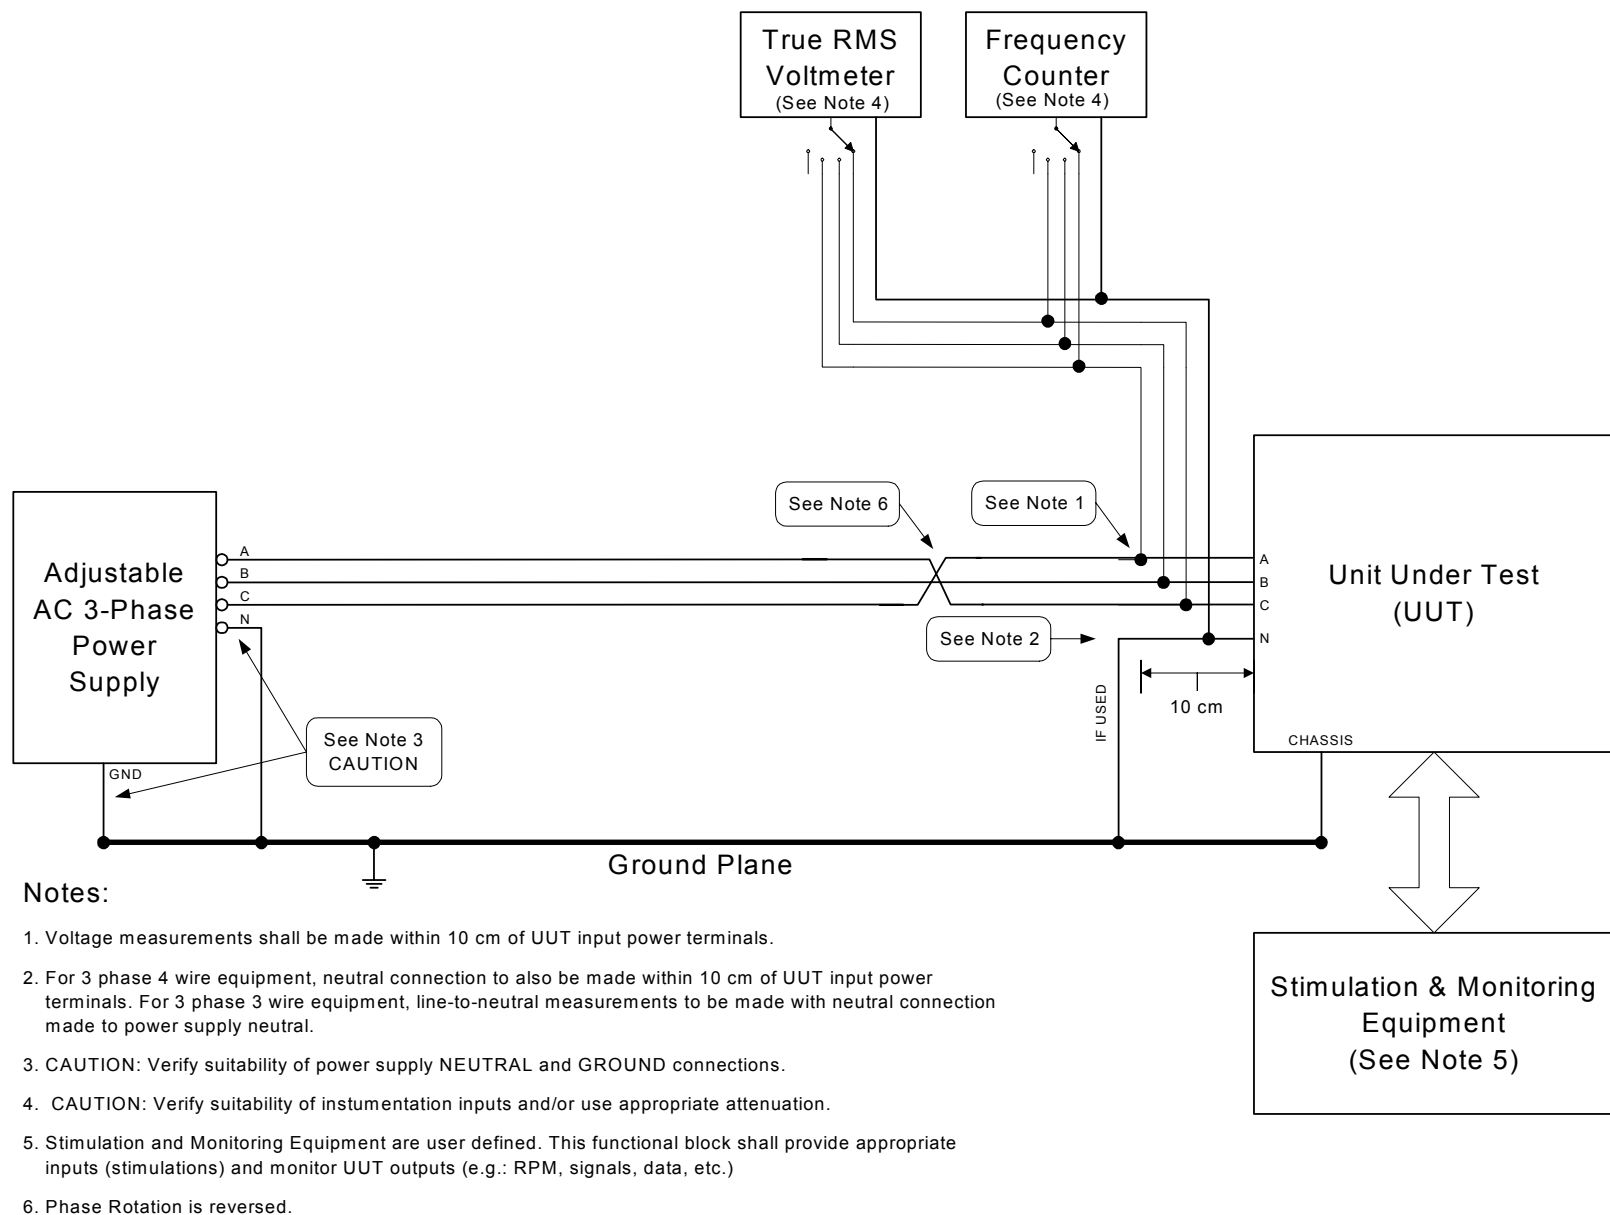 True RMS
Voltmeter
(See Note 4)
Frequency
Counter
(See Note 4)
See Note 6
See Note 1
Adjustable
AC 3-Phase
Power
Supply
A
B
C
N
A
B
C
N
Unit Under Test
(UUT)
See Note 2
IF USED
10 cm
See Note 3
CAUTION
CHASSIS
GND
Ground Plane
Stimulation & Monitoring
Equipment
(See Note 5)
Notes:
1. Voltage measurements shall be made within 10 cm of UUT input power terminals.
2. For 3 phase 4 wire equipment, neutral connection to also be made within 10 cm of UUT input power
terminals. For 3 phase 3 wire equipment, line-to-neutral measurements to be made with neutral connection
made to power supply neutral.
3. CAUTION: Verify suitability of power supply NEUTRAL and GROUND connections.
4. CAUTION: Verify suitability of instumentation inputs and/or use appropriate attenuation.
5. Stimulation and Monitoring Equipment are user defined. This functional block shall provide appropriate
inputs (stimulations) and monitor UUT outputs (e.g.: RPM, signals, data, etc.)
6. Phase Rotation is reversed.